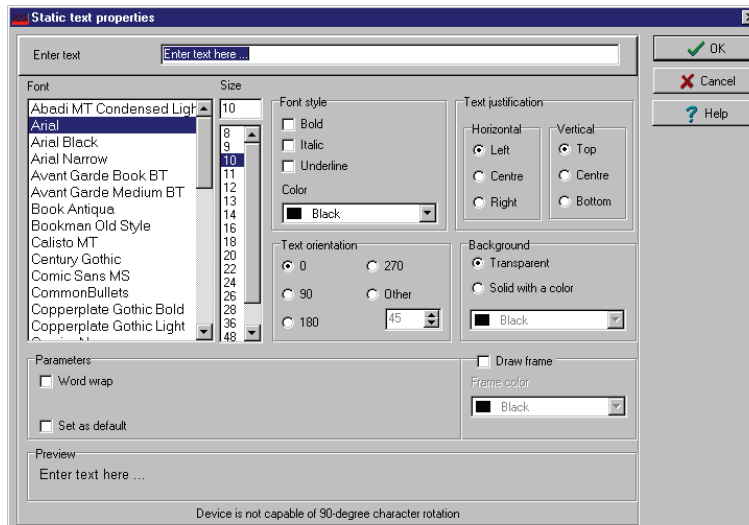 Static text properties
Enter text
Enter text here ...
OK
Cancel
Help
Font
Abadi MT Condensed Ligh
Arial
Arial Black
Arial Narrow
Avant Garde Book BT
Avant Garde Medium BT
Book Antiqua
Bookman Old Style
Calisto MT
Century Gothic
Comic Sans MS
CommonBullets
Copperplate Gothic Bold
Copperplate Gothic Light
Size
10
8
9
10
11
12
13
14
16
18
20
22
24
26
28
36
48
Font style
Bold
Italic
Underline
Color
Black
Text justification
Horizontal
Left
Centre
Right
Vertical
Top
Centre
Bottom
Text orientation
0
90
180
270
Other
45
Background
Transparent
Solid with a color
Black
Parameters
Word wrap
Set as default
Draw frame
Frame color
Black
Preview
Enter text here ...
Device is not capable of 90-degree character rotation